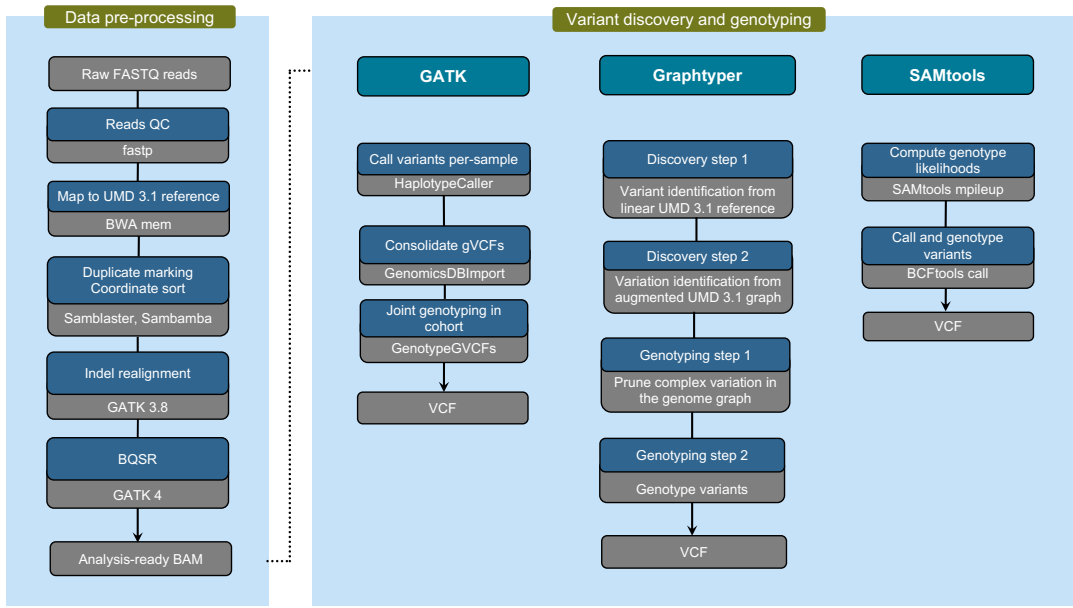 Data pre-processing
Raw FASTQ reads
Reads QC
fastp
Map to UMD 3.1 reference
BWA mem
Duplicate marking
Coordinate sort
Samblaster, Sambamba
Indel realignment
GATK 3.8
BQSR
GATK 4
Analysis-ready BAM
Variant discovery and genotyping
GATK
Call variants per-sample
HaplotypeCaller
Consolidate gVCFs
GenomicsDBImport
Joint genotyping in
cohort
GenotypeGVCFs
VCF
Graphtyper
Discovery step 1
Variant identification from
linear UMD 3.1 reference
Discovery step 2
Variation identification from
augmented UMD 3.1 graph
Genotyping step 1
Prune complex variation in
the genome graph
Genotyping step 2
Genotype variants
VCF
SAMtools
Compute genotype
likelihoods
SAMtools mpileup
Call and genotype
variants
BCFtools call
VCF